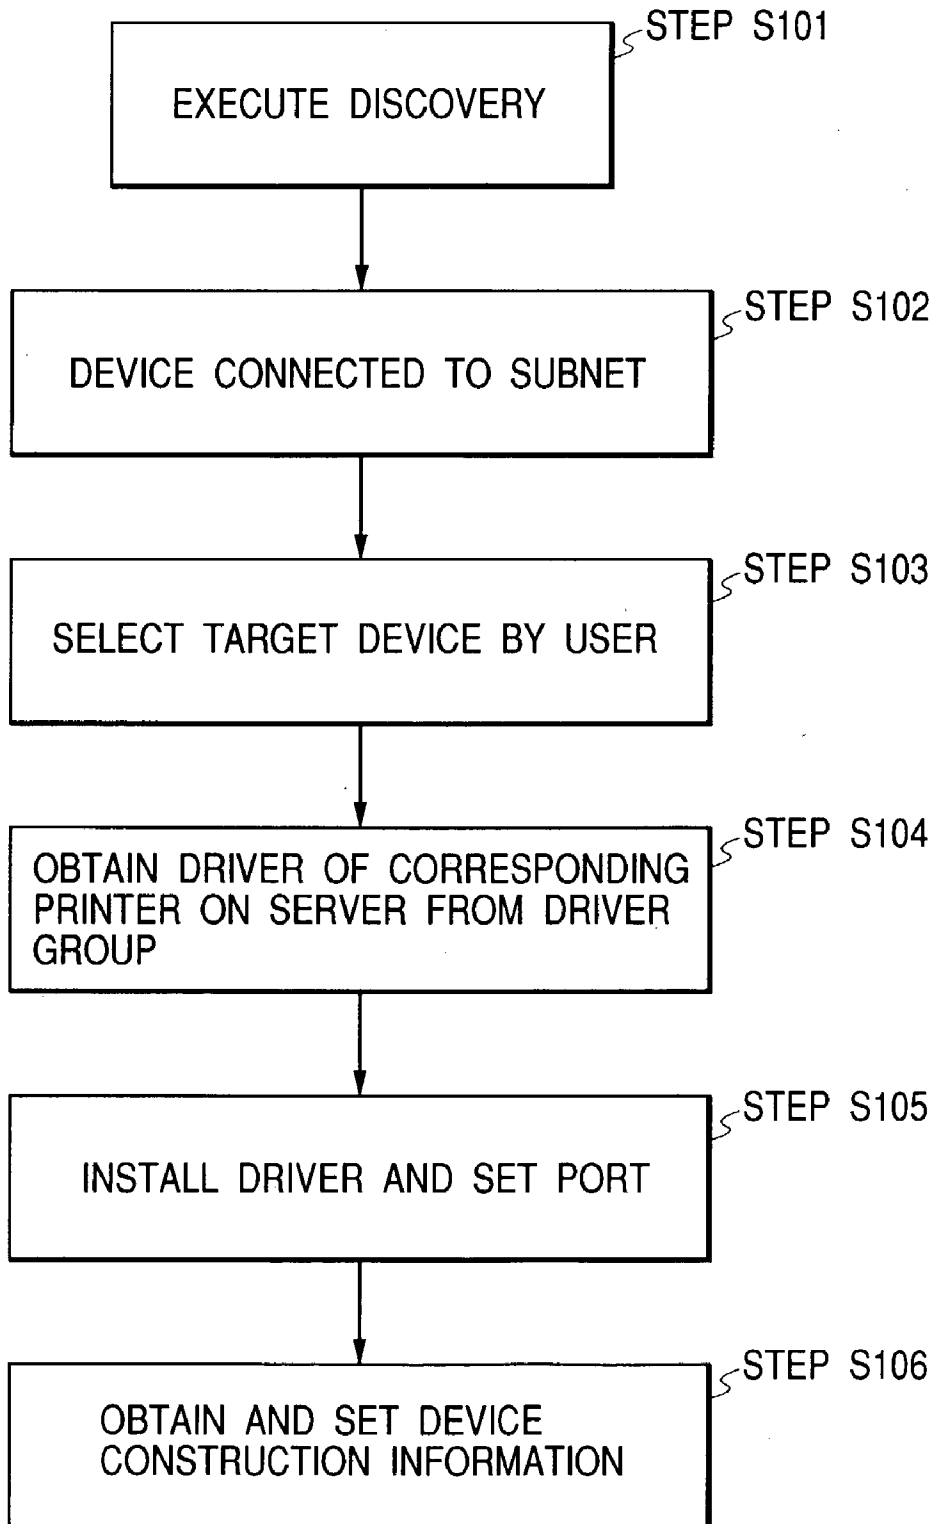 STEP S101
EXECUTE DISCOVERY
STEP S102
DEVICE CONNECTED TO SUBNET
STEP S103
SELECT TARGET DEVICE BY USER
STEP S104
OBTAIN DRIVER OF CORRESPONDING
PRINTER ON SERVER FROM DRIVER
GROUP
STEP S105
INSTALL DRIVER AND SET PORT
STEP S106
OBTAIN AND SET DEVICE
CONSTRUCTION INFORMATION